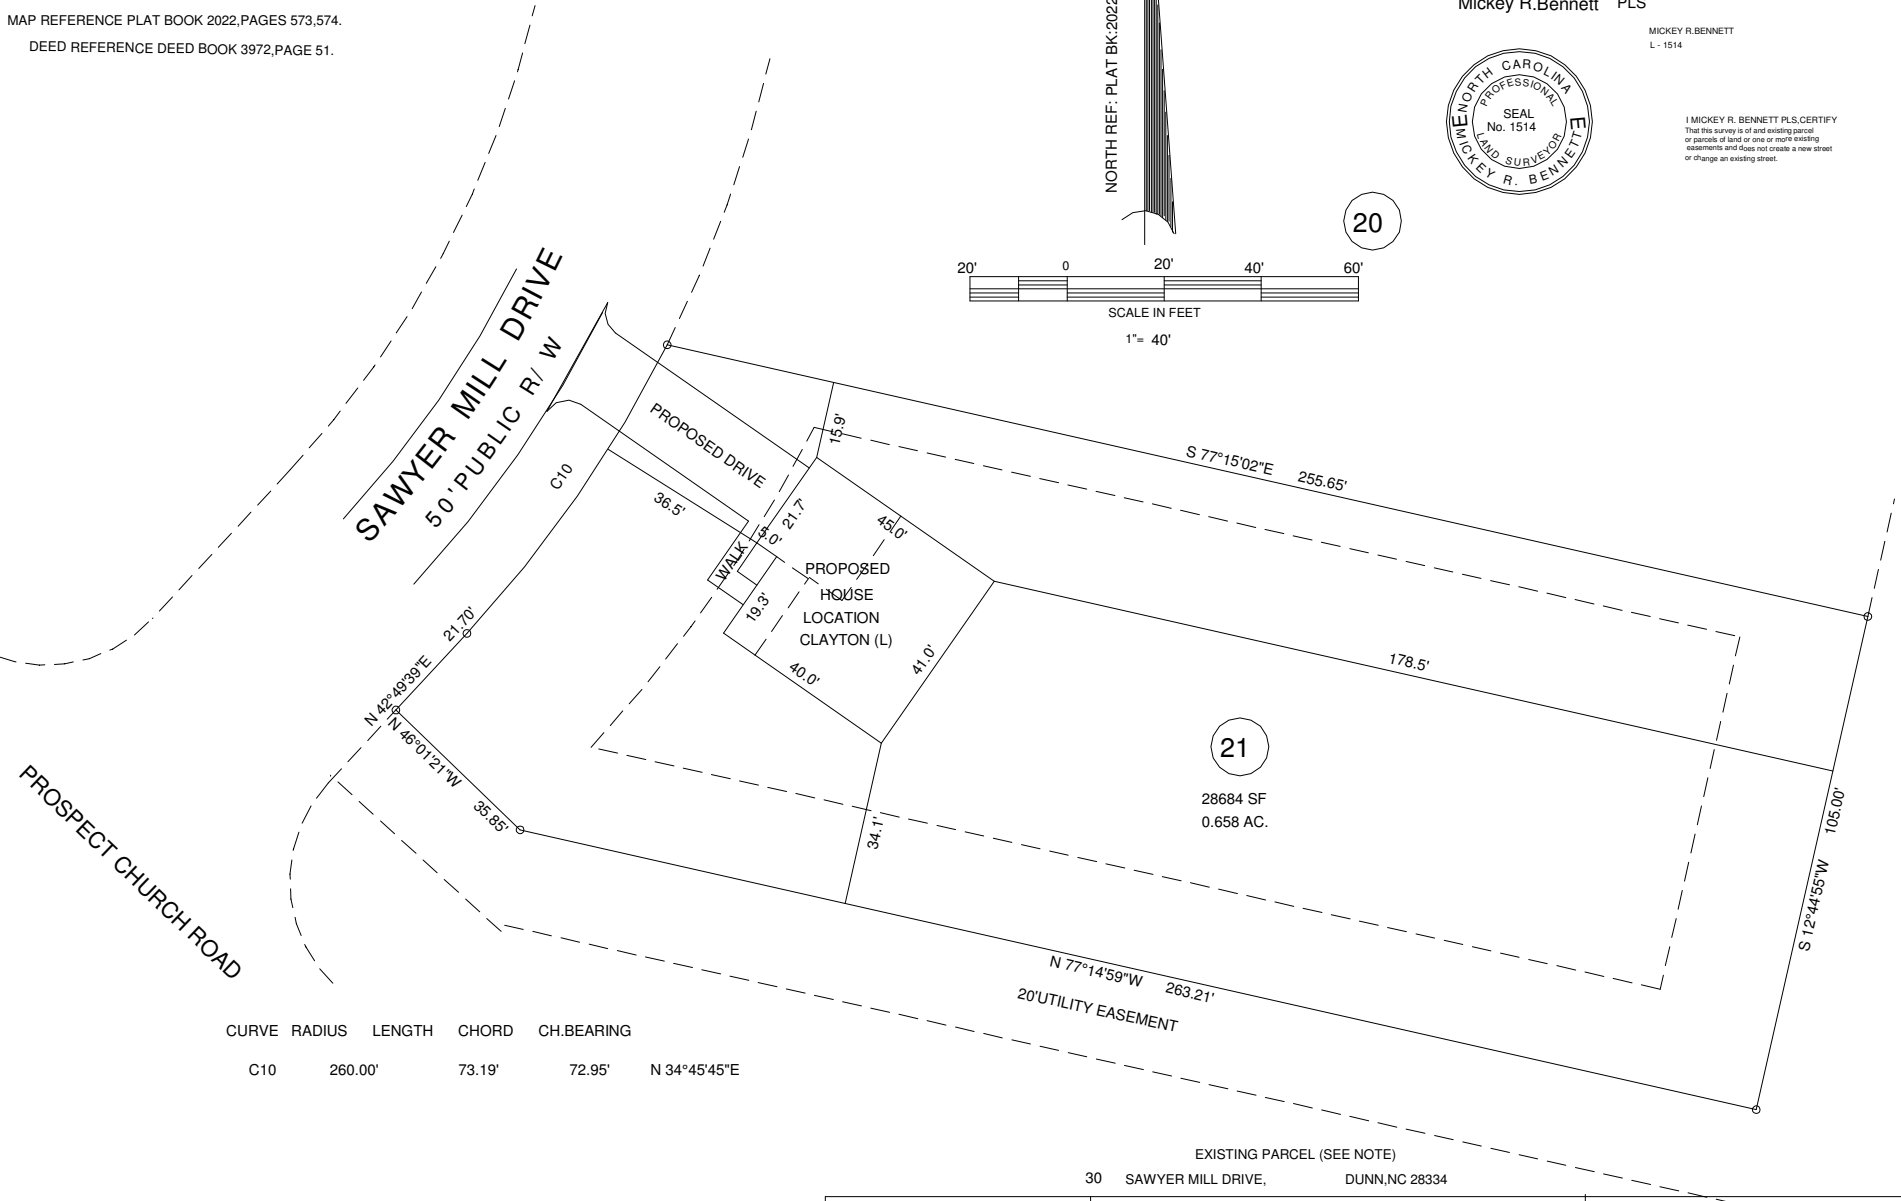 MAP REFERENCE PLAT BOOK 2022,PAGES 573,574.
DEED REFERENCE DEED BOOK 3972,PAGE 51.
NORTH REF: PLAT BK:2022
Mickey R.Bennett PLS
MICKEY R.BENNETT
L - 1514
NORTH CAROLINA
PROFESSIONAL
SEAL
No. 1514
LAND SURVEYOR
MICKEY R. BENNETT
I MICKEY R. BENNETT PLS,CERTIFY
That this survey is of and existing parcel
or parcels of land or one or more existing
easements and does not create a new street
or change an existing street.
20
20' 0 20' 40' 60'
SCALE IN FEET
1"= 40'
SAWYER MILL DRIVE
50'PUBLIC R/ W
C10
PROPOSED DRIVE
15.9'
S 77°15'02"E 255.65'
36.5'
21.7'
5.0'
45.0'
WALK
19.3'
PROPOSED
HOUSE
LOCATION
CLAYTON (L)
40.0'
41.0'
178.5'
21.70'
N 42°49'39"E
N 46°01'21"W 35.85'
21
28684 SF
0.658 AC.
34.1'
105.00'
S 12°44'55"W
PROSPECT CHURCH ROAD
N 77°14'59"W 263.21'
20'UTILITY EASEMENT
CURVE RADIUS LENGTH CHORD CH.BEARING
C10 260.00' 73.19' 72.95' N 34°45'45"E
EXISTING PARCEL (SEE NOTE)
30 SAWYER MILL DRIVE, DUNN,NC 28334